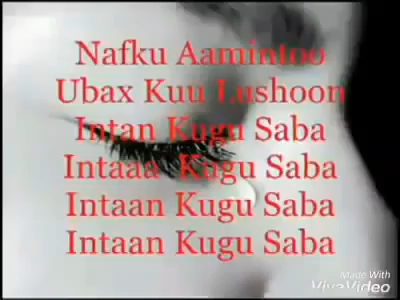 Nafku Aamintoo
Ubax Kuu Lushoon
Intan Kugu Saba
Intaaa Kugu Saba
Intaan Kugu Saba
Intaan Kugu Saba
Made With
VivaVideo